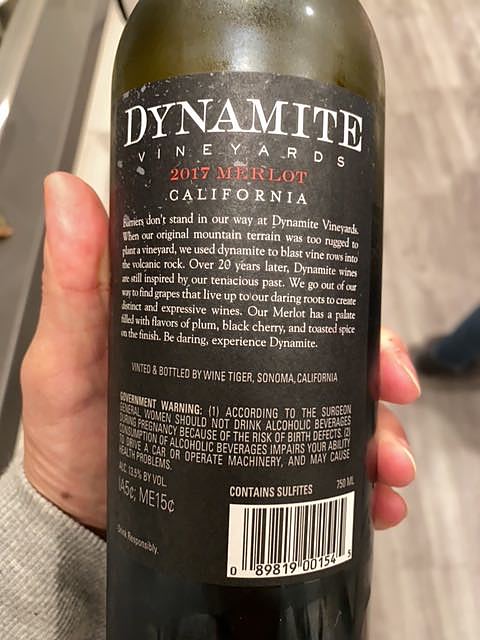 DYNAMITE
VINEYARDS
2017 MERLOT
CALIFORNIA
Barriers don't stand in our way at Dynamite Vineyards.
When our original mountain terrain was too rugged to
plant a vineyard, we used dynamite to blast vine rows into
the volcanic rock. Over 20 years later, Dynamite wines
are still inspired by our tenacious past. We go out of our
way to find grapes that live up to our daring roots to create
distinct and expressive wines. Our Merlot has a palate
filled with flavors of plum, black cherry, and toasted spice
on the finish. Be daring, experience Dynamite.
VINTED & BOTTLED BY WINE TIGER, SONOMA, CALIFORNIA
GOVERNMENT WARNING: (1) ACCORDING TO THE SURGEON
GENERAL, WOMEN SHOULD NOT DRINK ALCOHOLIC BEVERAGES
DURING PREGNANCY BECAUSE OF THE RISK OF BIRTH DEFECTS. (2)
CONSUMPTION OF ALCOHOLIC BEVERAGES IMPAIRS YOUR ABILITY
TO DRIVE A CAR OR OPERATE MACHINERY, AND MAY CAUSE
HEALTH PROBLEMS.
ALC. 13.5% BY VOL.
IA5¢; ME15¢
CONTAINS SULFITES 750 ML
Drink Responsibly.
0 89819 00154 5